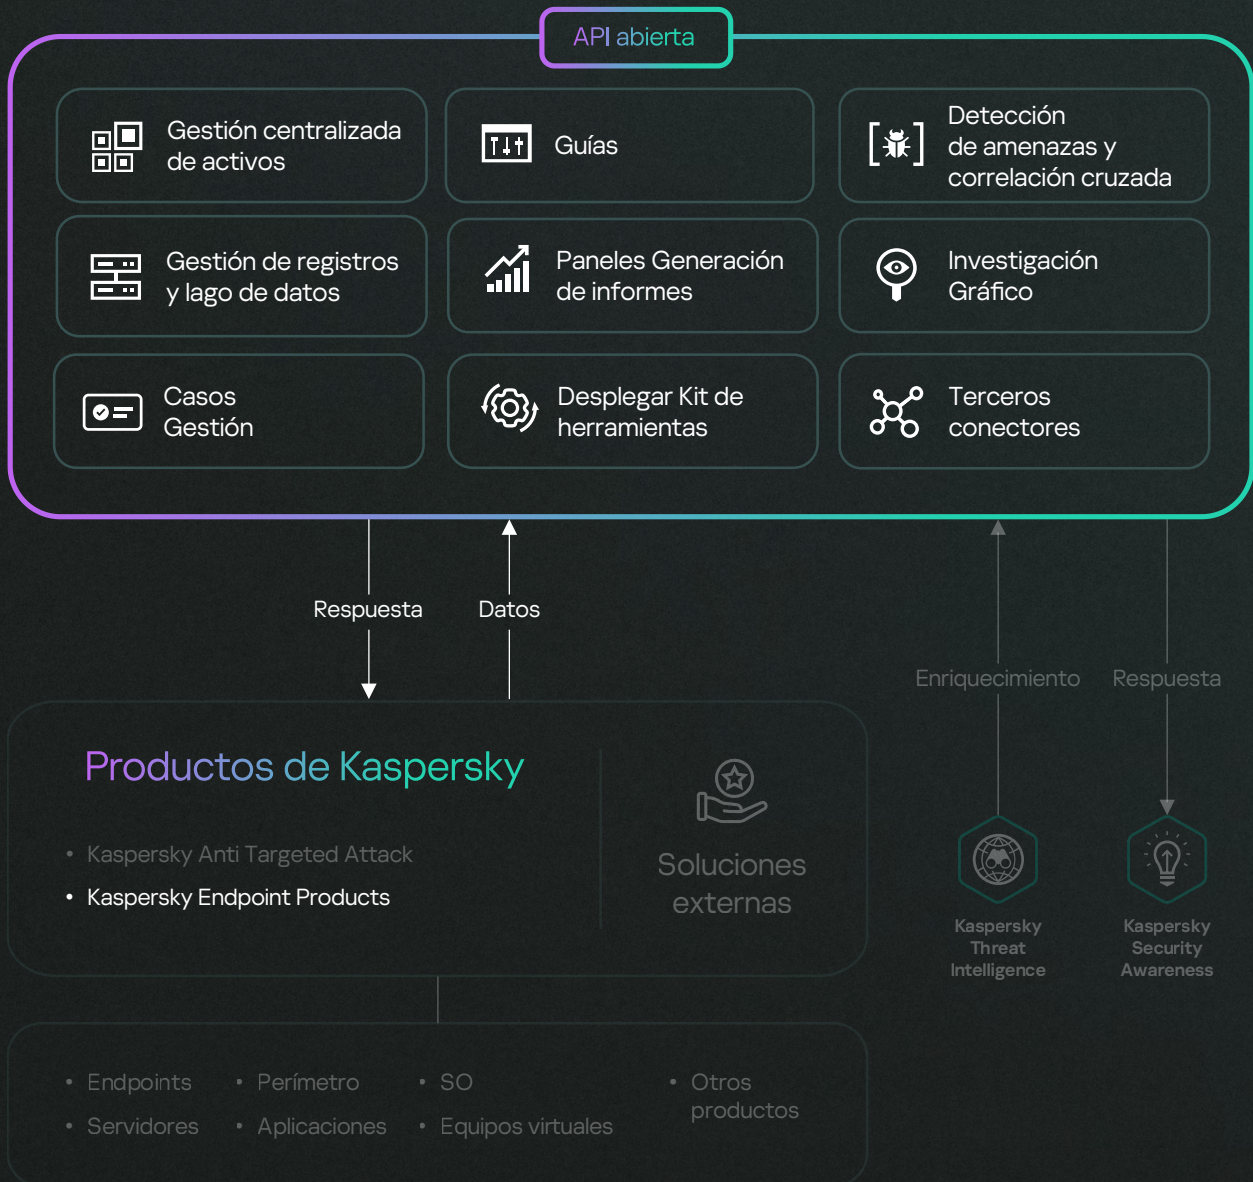 API abierta
Gestión centralizada
de activos
Guías
Detección
de amenazas y
correlación cruzada
Gestión de registros
y lago de datos
Paneles Generación
de informes
Investigación
Gráfico
Casos
Gestión
Desplegar Kit de
herramientas
Terceros
conectores
Respuesta
Datos
Enriquecimiento
Respuesta
Productos de Kaspersky
• Kaspersky Anti Targeted Attack
• Kaspersky Endpoint Products
Soluciones
externas
Kaspersky
Threat
Intelligence
Kaspersky
Security
Awareness
• Endpoints
• Servidores
• Perímetro
• Aplicaciones
• SO
• Equipos virtuales
• Otros
productos